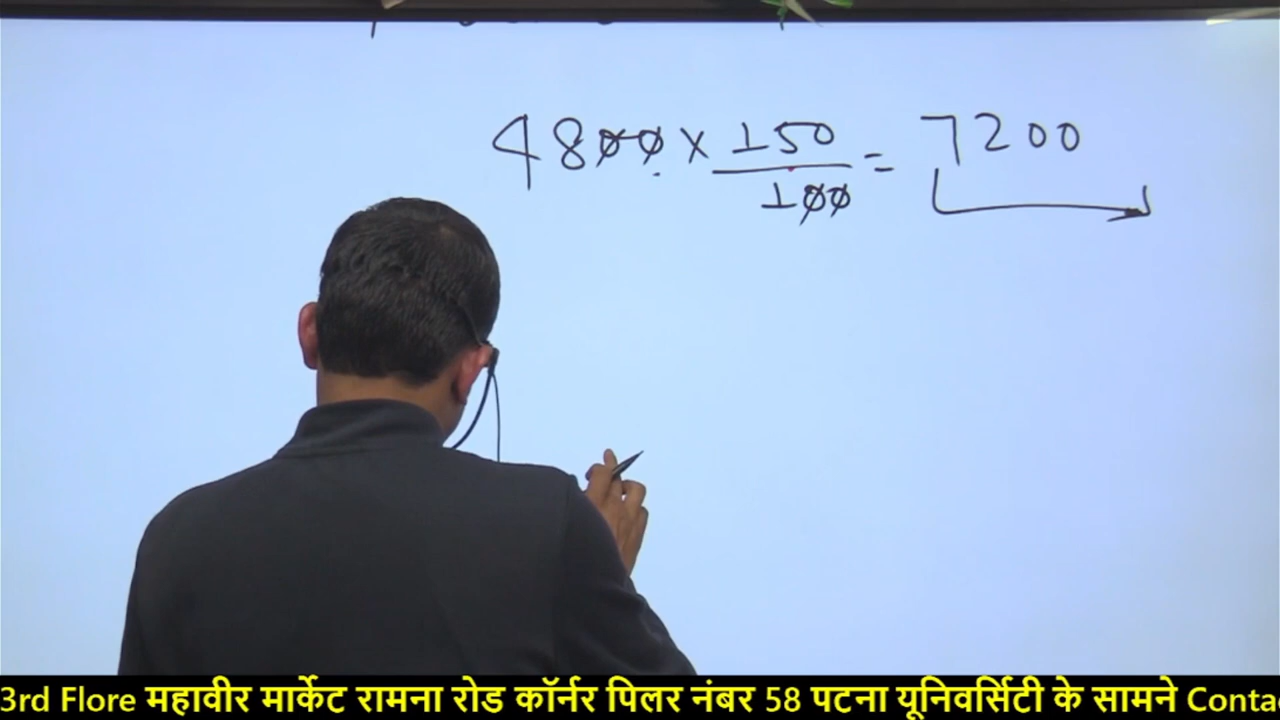 4800 × 150/100 = 7200
3rd Flore महावीर मार्केट रामना रोड कॉर्नर पिलर नंबर 58 पटना यूनिवर्सिटी के सामने